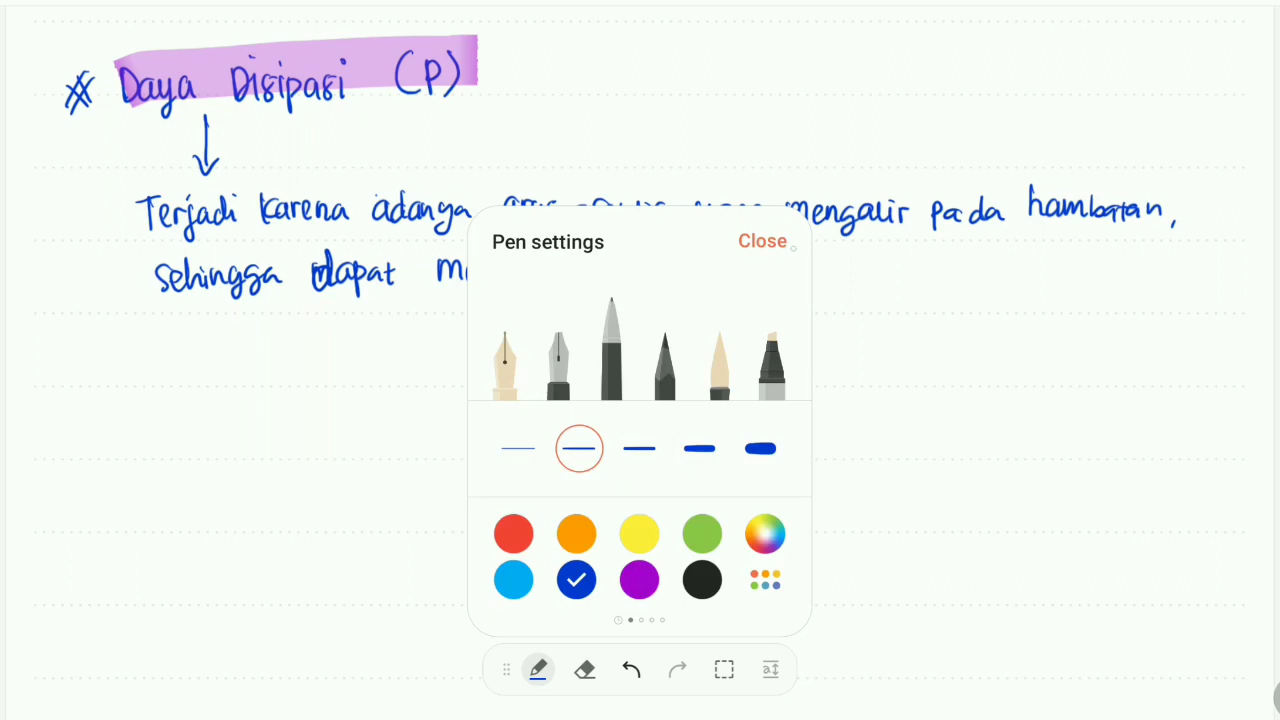 * Daya Disipasi (P)
Terjadi karena adanya mengalir pada hambatan,
sehingga dapat
Pen settings
Close